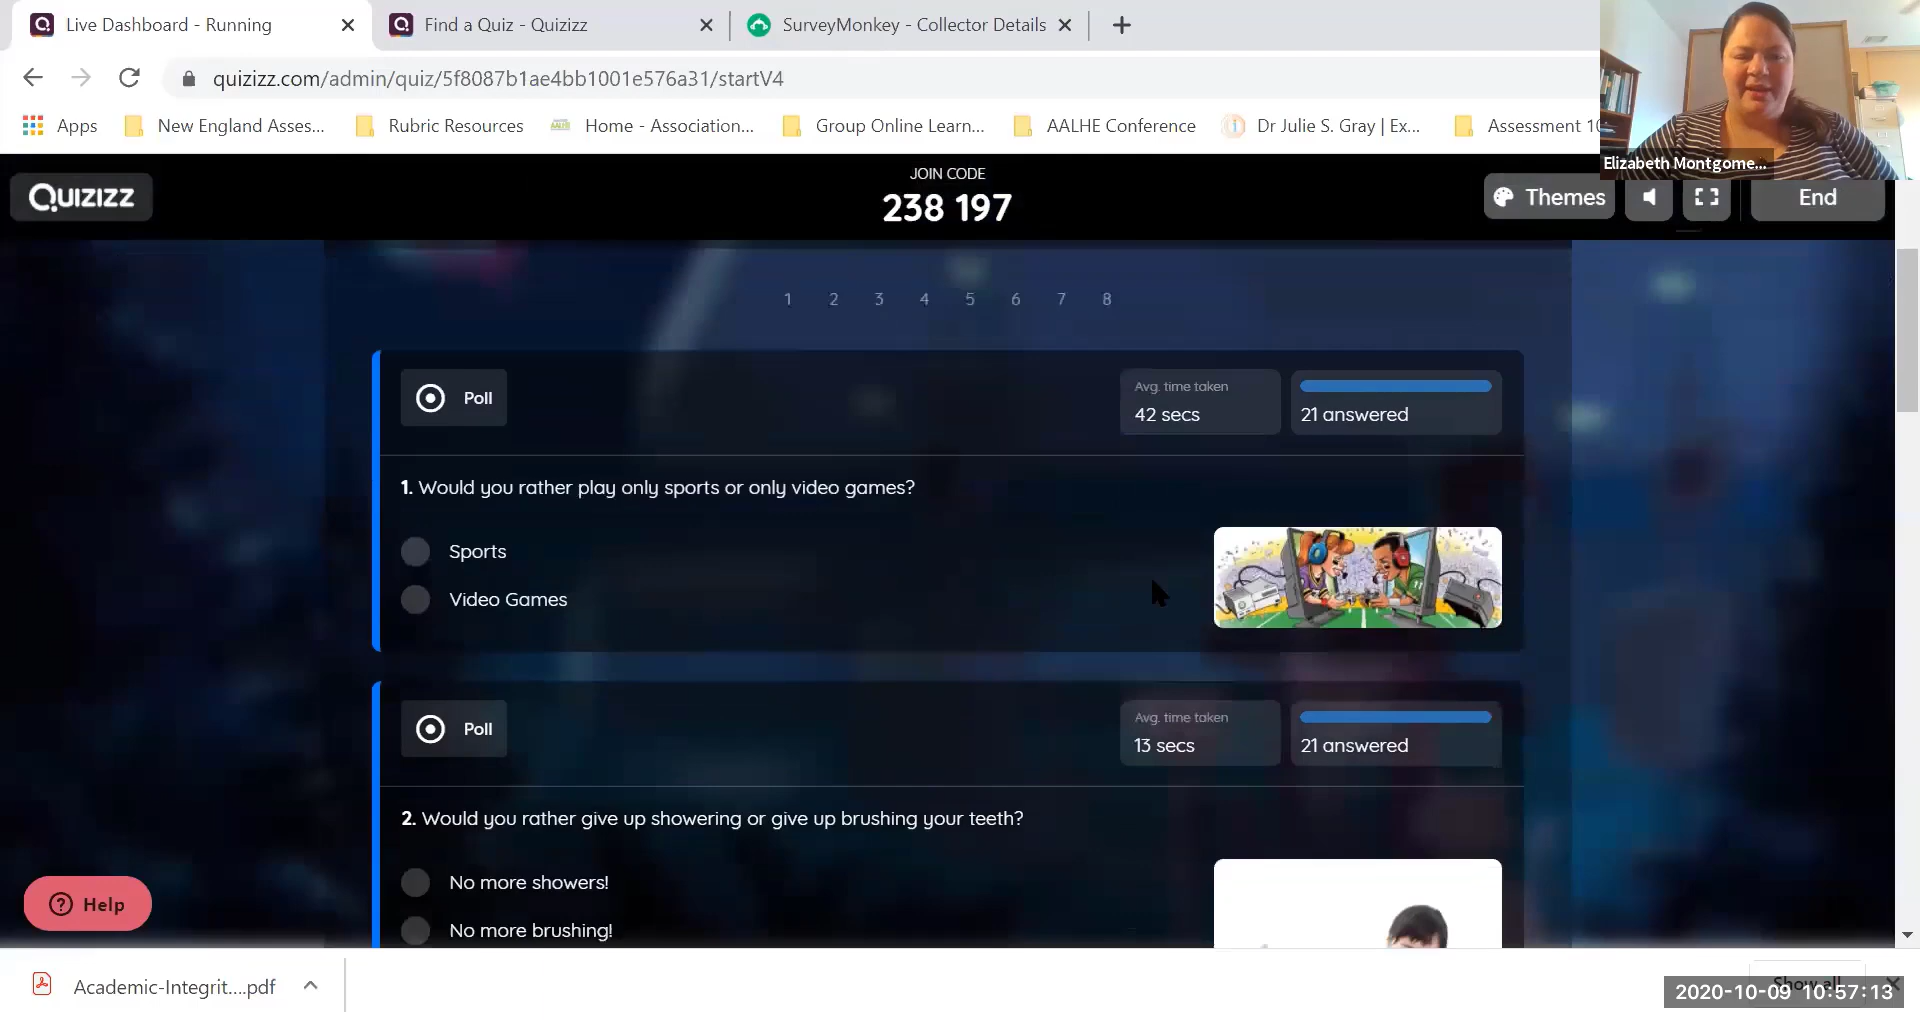 Live Dashboard - Running
Find a Quiz - Quizizz
SurveyMonkey - Collector Details
quizizz.com/admin/quiz/5f8087b1ae4bb1001e576a31/startV4
Apps
New England Asses...
Rubric Resources
Home - Association...
Group Online Learn...
AALHE Conference
Dr Julie S. Gray | Ex...
Assessment 10
Elizabeth Montgome...
Quizizz
JOIN CODE
238 197
Themes
End
1 2 3 4 5 6 7 8
Poll
Avg. time taken
42 secs
21 answered
1. Would you rather play only sports or only video games?
Sports
Video Games
Poll
Avg. time taken
13 secs
21 answered
2. Would you rather give up showering or give up brushing your teeth?
No more showers!
No more brushing!
Help
Academic-Integrit....pdf
Show all
2020-10-09 10:57:13